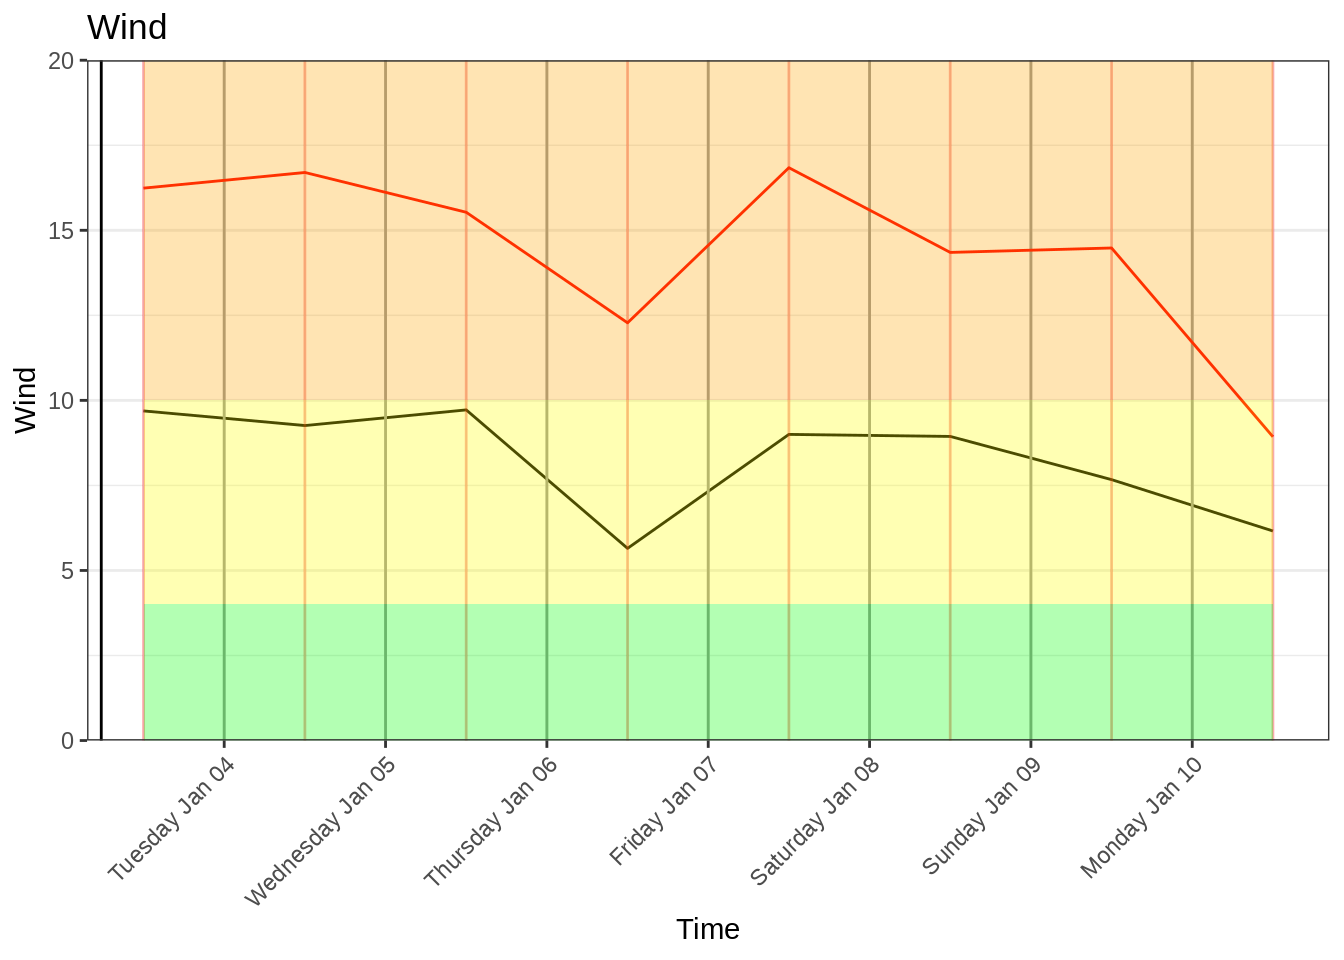 Wind
20
15
10
5
0
Wind
Tuesday Jan 04
Wednesday Jan 05
Thursday Jan 06
Friday Jan 07
Saturday Jan 08
Sunday Jan 09
Monday Jan 10
Time